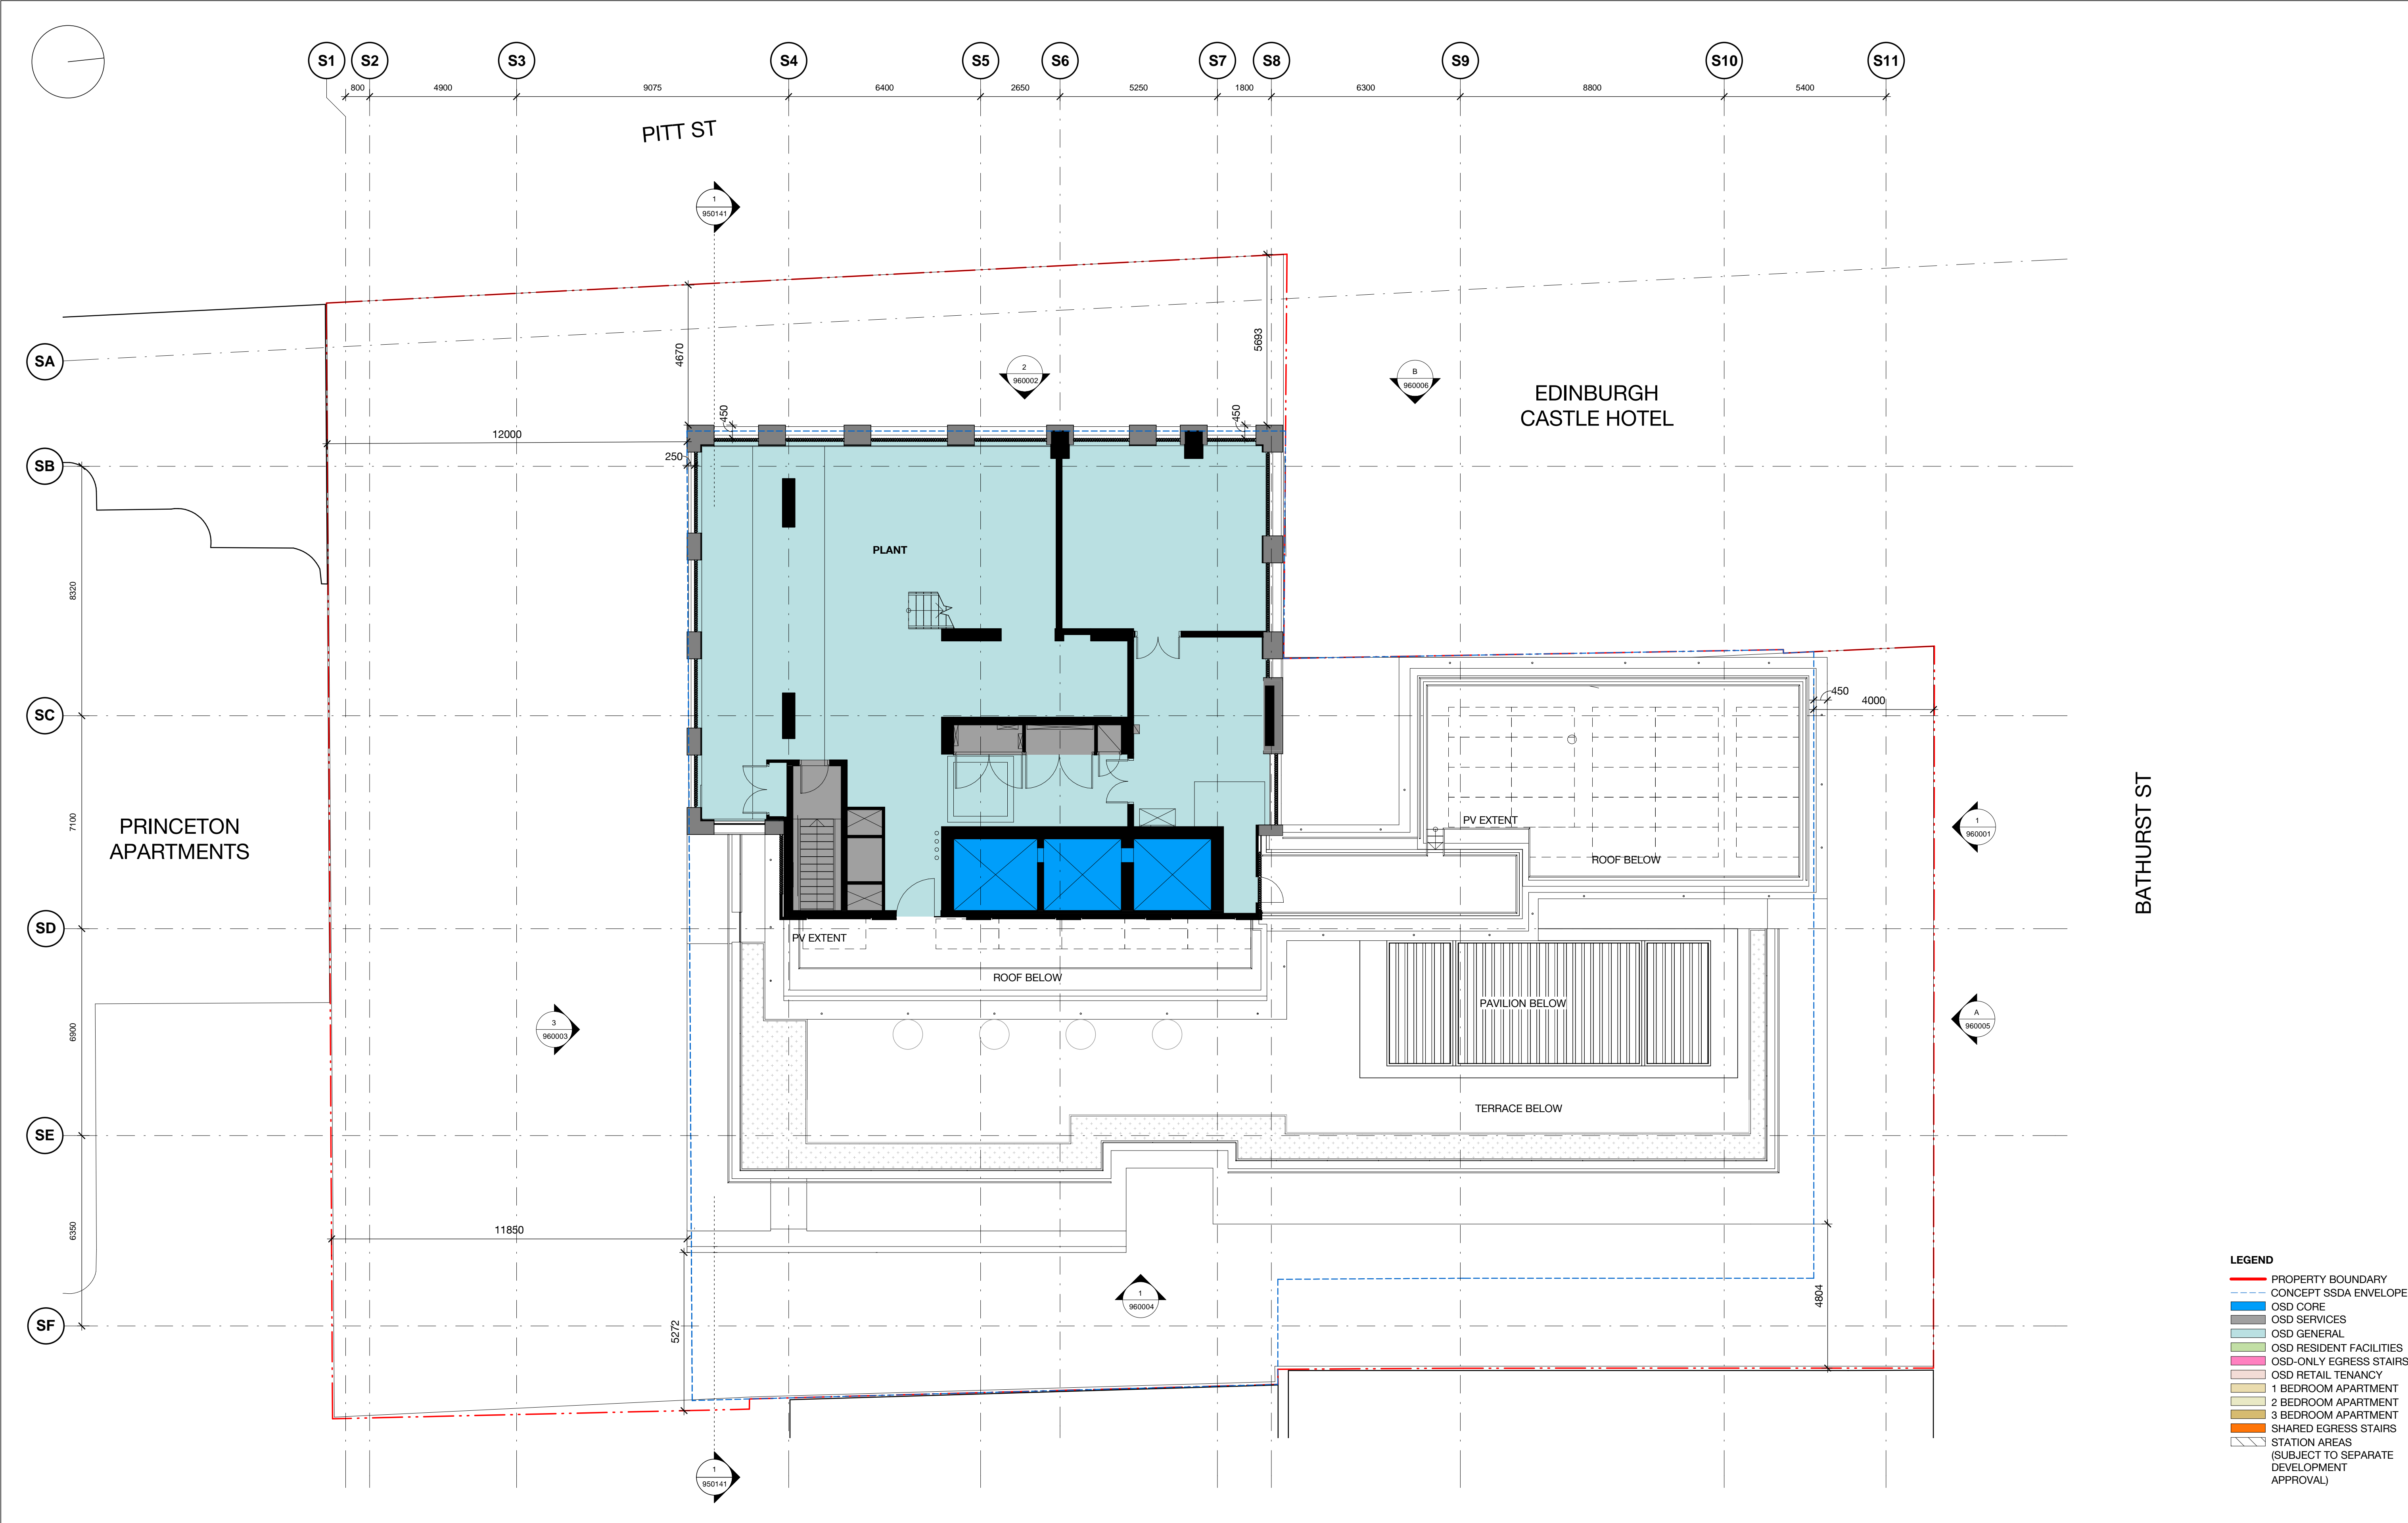 S1 S2 S3 S4 S5 S6 S7 S8 S9 S10 S11
800 4900 9075 6400 2650 5250 1800 6300 8800 5400
PITT ST
1
950141
SA
4670
5693
2
960002
B
960006
EDINBURGH
CASTLE HOTEL
450
450
12000
250
SB
PLANT
8320
SC
450
4000
PRINCETON
APARTMENTS
7100
PV EXTENT
ROOF BELOW
1
960001
BATHURST ST
SD
PV EXTENT
ROOF BELOW
PAVILION BELOW
3
960003
6900
A
960005
TERRACE BELOW
SE
11850
6350
1
960004
4804
5272
SF
1
950141
LEGEND
PROPERTY BOUNDARY
CONCEPT SSDA ENVELOPE
OSD CORE
OSD SERVICES
OSD GENERAL
OSD RESIDENT FACILITIES
OSD-ONLY EGRESS STAIRS
OSD RETAIL TENANCY
1 BEDROOM APARTMENT
2 BEDROOM APARTMENT
3 BEDROOM APARTMENT
SHARED EGRESS STAIRS
STATION AREAS
(SUBJECT TO SEPARATE
DEVELOPMENT
APPROVAL)